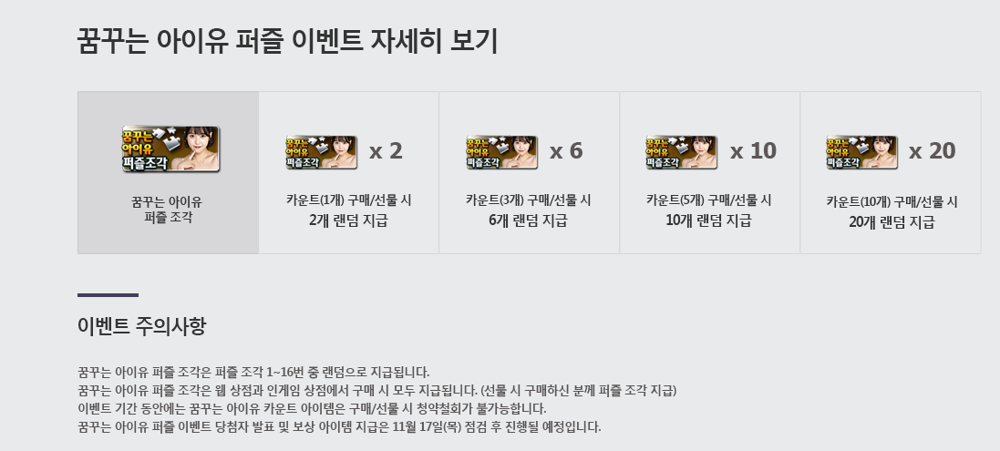 꿈꾸는 아이유 퍼즐 이벤트 자세히 보기
꿈꾸는
아이유
퍼즐조각
꿈꾸는 아이유
퍼즐 조각
꿈꾸는
아이유
퍼즐조각
x 2
카운트(1개) 구매/선물 시
2개 랜덤 지급
꿈꾸는
아이유
퍼즐조각
x 6
카운트(3개) 구매/선물 시
6개 랜덤 지급
꿈꾸는
아이유
퍼즐조각
x 10
카운트(5개) 구매/선물 시
10개 랜덤 지급
꿈꾸는
아이유
퍼즐조각
x 20
카운트(10개) 구매/선물 시
20개 랜덤 지급
이벤트 주의사항
꿈꾸는 아이유 퍼즐 조각은 퍼즐 조각 1~16번 중 랜덤으로 지급됩니다.
꿈꾸는 아이유 퍼즐 조각은 웹 상점과 인게임 상점에서 구매 시 모두 지급됩니다. (선물 시 구매하신 분께 퍼즐 조각 지급)
이벤트 기간 동안에는 꿈꾸는 아이유 카운트 아이템은 구매/선물 시 청약철회가 불가능합니다.
꿈꾸는 아이유 퍼즐 이벤트 당첨자 발표 및 보상 아이템 지급은 11월 17일(목) 점검 후 진행될 예정입니다.